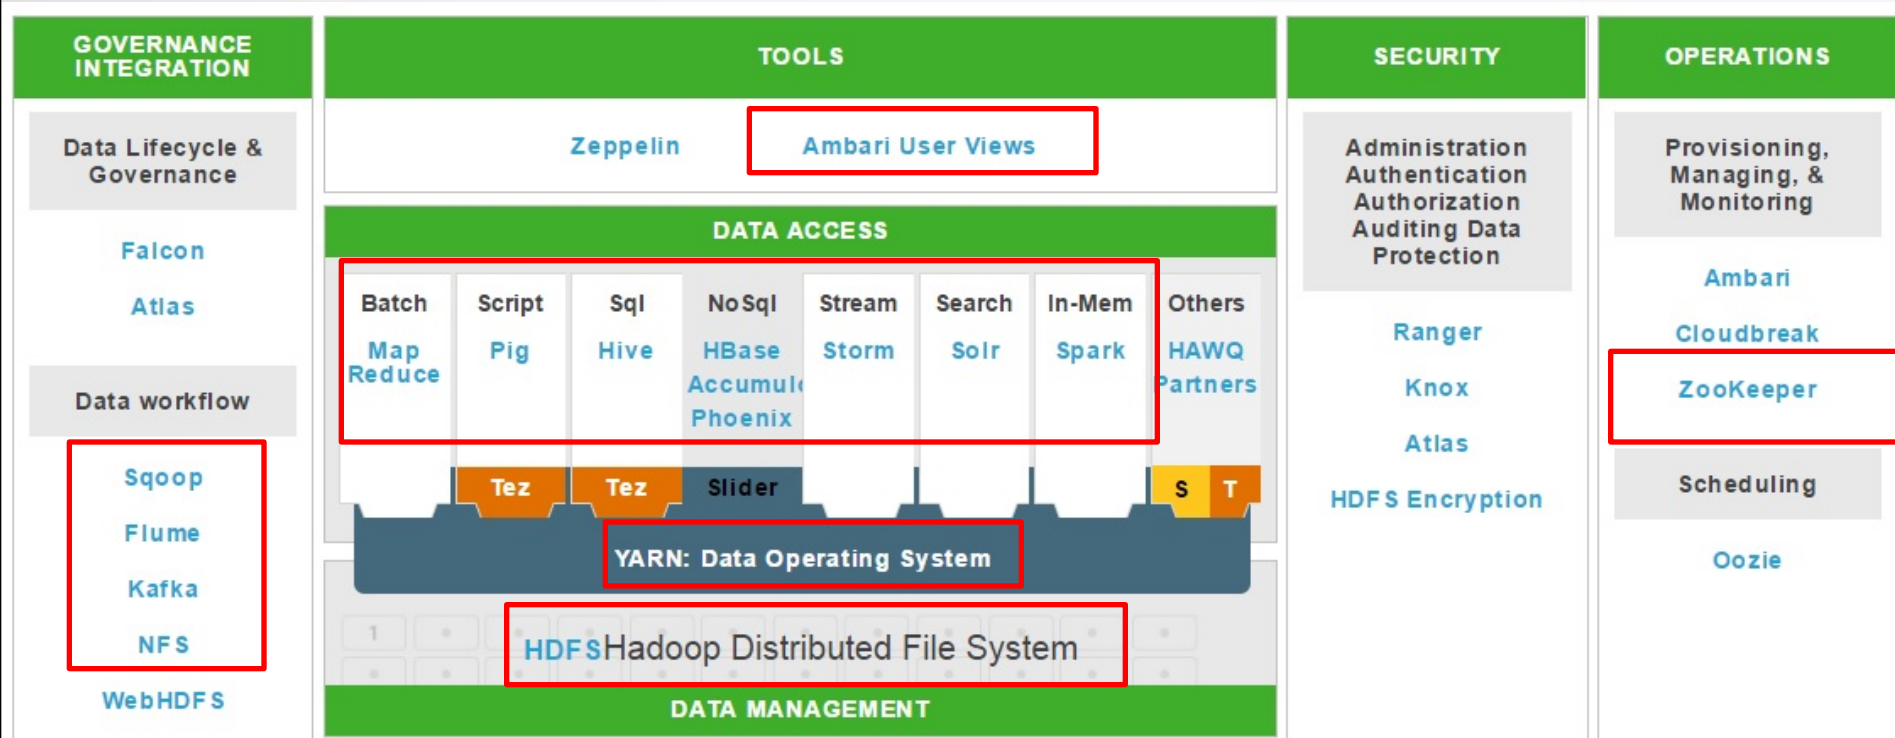 GOVERNANCE
INTEGRATION
Data Lifecycle &
Governance
Falcon
Atlas
Data workflow
Sqoop
Flume
Kafka
NFS
WebHDFS
TOOLS
Zeppelin
Ambari User Views
DATA ACCESS
Batch
Map
Reduce
Script
Pig
Tez
Sql
Hive
Tez
NoSql
HBase
Accumulo
Phoenix
Slider
Stream
Storm
Search
Solr
In-Mem
Spark
Others
HAWQ
Partners
S T
YARN: Data Operating System
1
HDFS Hadoop Distributed File System
DATA MANAGEMENT
SECURITY
Administration
Authentication
Authorization
Auditing Data
Protection
Ranger
Knox
Atlas
HDFS Encryption
OPERATIONS
Provisioning,
Managing, &
Monitoring
Ambari
Cloudbreak
ZooKeeper
Scheduling
Oozie